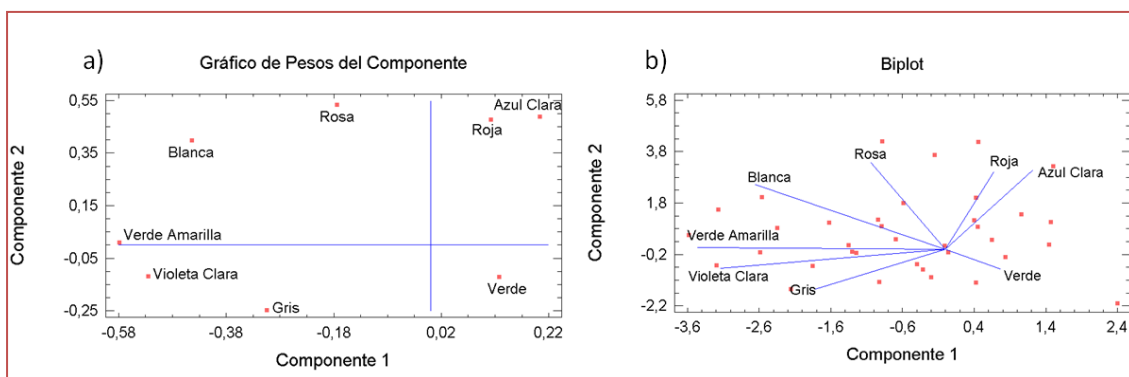 a)
Gráfico de Pesos del Componente
Componente 2
0,55
0,35
0,15
-0,05
-0,25
Rosa
Azul Clara
Roja
Blanca
Verde Amarilla
Violeta Clara
Gris
Verde
-0,58
-0,38
-0,18
0,02
0,22
Componente 1
b)
Biplot
Componente 2
5,8
3,8
1,8
-0,2
-2,2
Rosa
Roja
Azul Clara
Blanca
Verde Amarilla
Violeta Clara
Gris
Verde
-3,6
-2,6
-1,6
-0,6
0,4
1,4
2,4
Componente 1